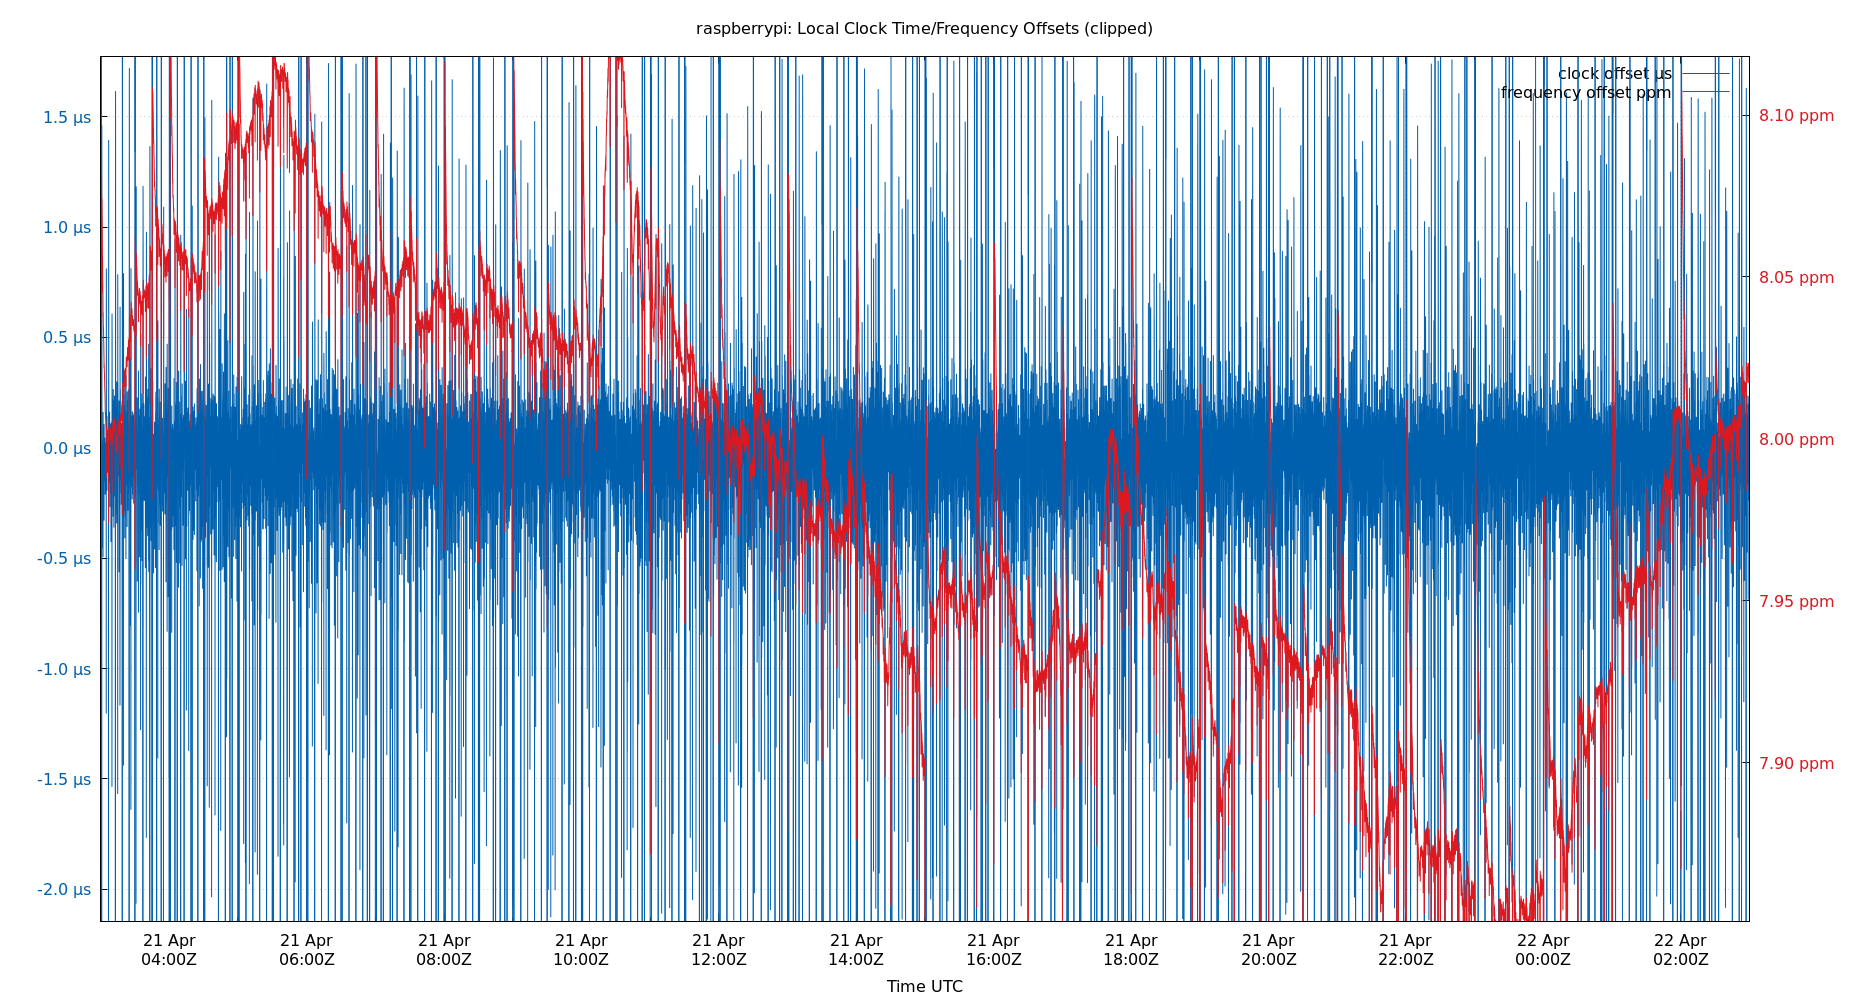 raspberrypi: Local Clock Time/Frequency Offsets (clipped)
clock offset µs
frequency offset ppm
1.5 µs
1.0 µs
0.5 µs
0.0 µs
-0.5 µs
-1.0 µs
-1.5 µs
-2.0 µs
8.10 ppm
8.05 ppm
8.00 ppm
7.95 ppm
7.90 ppm
21 Apr 21 Apr 21 Apr 21 Apr 21 Apr 21 Apr 21 Apr 21 Apr 21 Apr 21 Apr 22 Apr 22 Apr
04:00Z 06:00Z 08:00Z 10:00Z 12:00Z 14:00Z 16:00Z 18:00Z 20:00Z 22:00Z 00:00Z 02:00Z
Time UTC